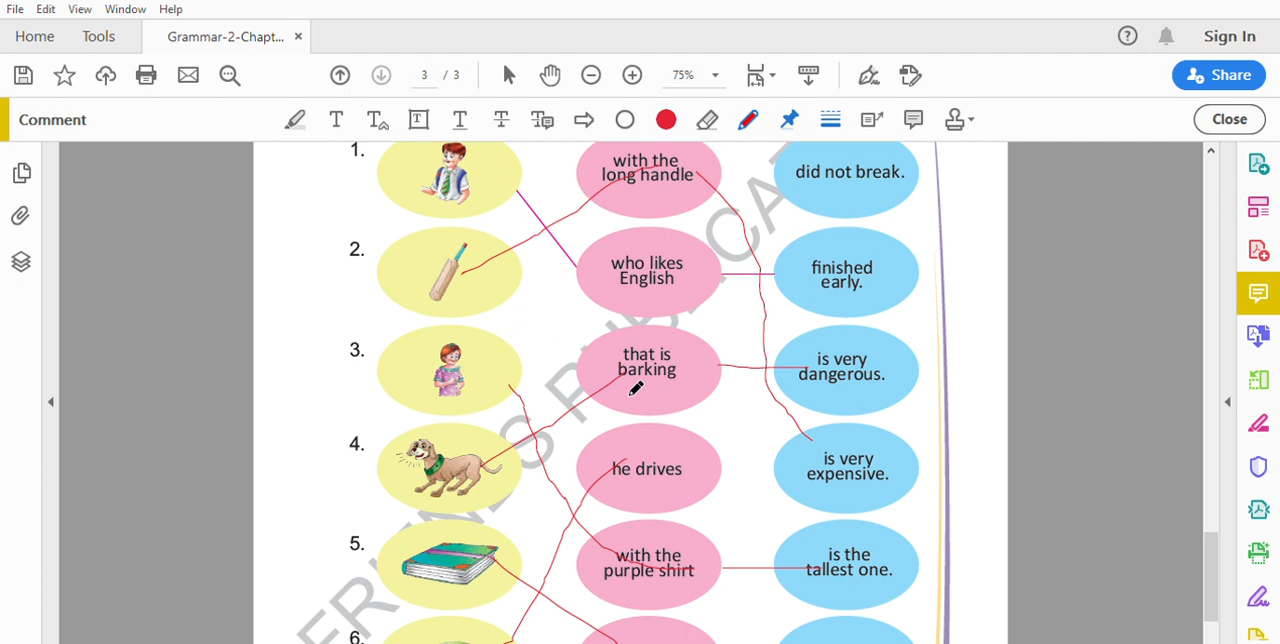 File Edit View Window Help
Home Tools Grammar-2-Chapt... × Sign In
3 / 3 75% Share
Comment Close
1. with the did not break.
long handle
2. who likes finished
English early.
3. that is is very
barking dangerous.
4. he drives is very
expensive.
5. with the is the
purple shirt tallest one.
6.